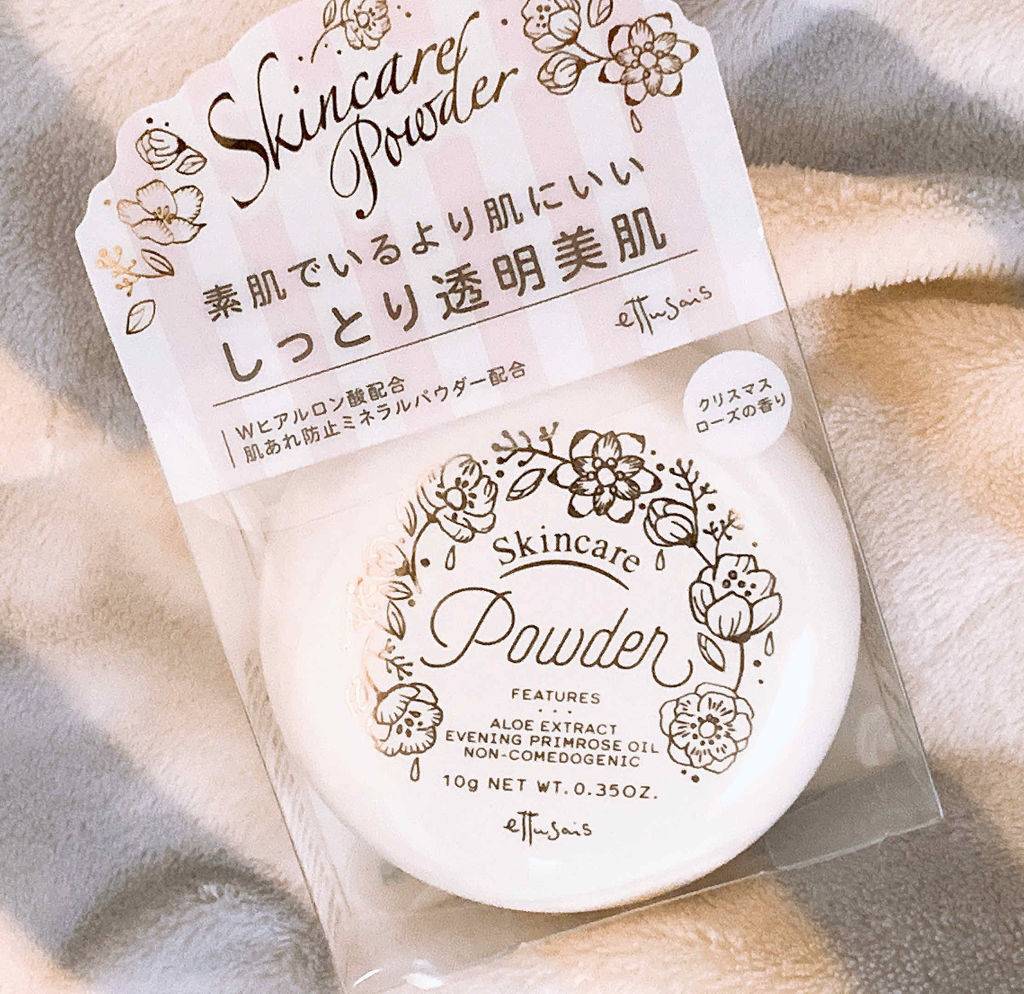 Skincare
Powder
素肌でいるより肌にいい
しっとり透明美肌
ettusais
Wヒアルロン酸配合
肌あれ防止ミネラルパウダー配合
クリスマス
ローズの香り
Skincare
Powder
FEATURES
ALOE EXTRACT
EVENING PRIMROSE OIL
NON-COMEDOGENIC
10g NET WT. 0.35OZ.
ettusais